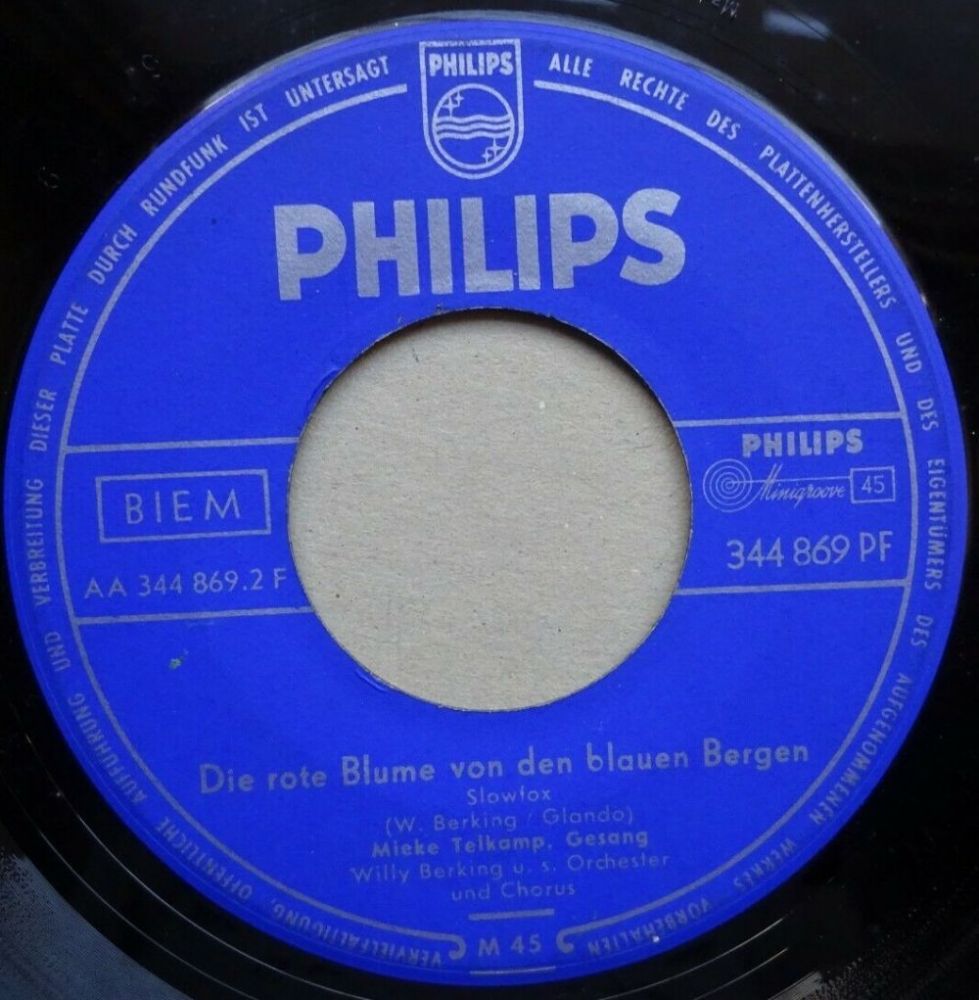 PHILIPS
ALLE RECHTE DES PLATTENHERSTELLERS UND DES EIGENTÜMERS DES AUFGENOMMENEN WERKES VORBEHALTEN
VERVIELFÄLTIGUNG, ÖFFENTLICHE AUFFÜHRUNG UND VERBREITUNG DIESER PLATTE DURCH RUNDFUNK IST UNTERSAGT
PHILIPS
BIEM
AA 344 869.2 F
PHILIPS
Minigroove 45
344 869 PF
Die rote Blume von den blauen Bergen
Slowfox
(W. Berking / Glando)
Mieke Telkamp, Gesang
Willy Berking u. s. Orchester
und Chorus
M 45